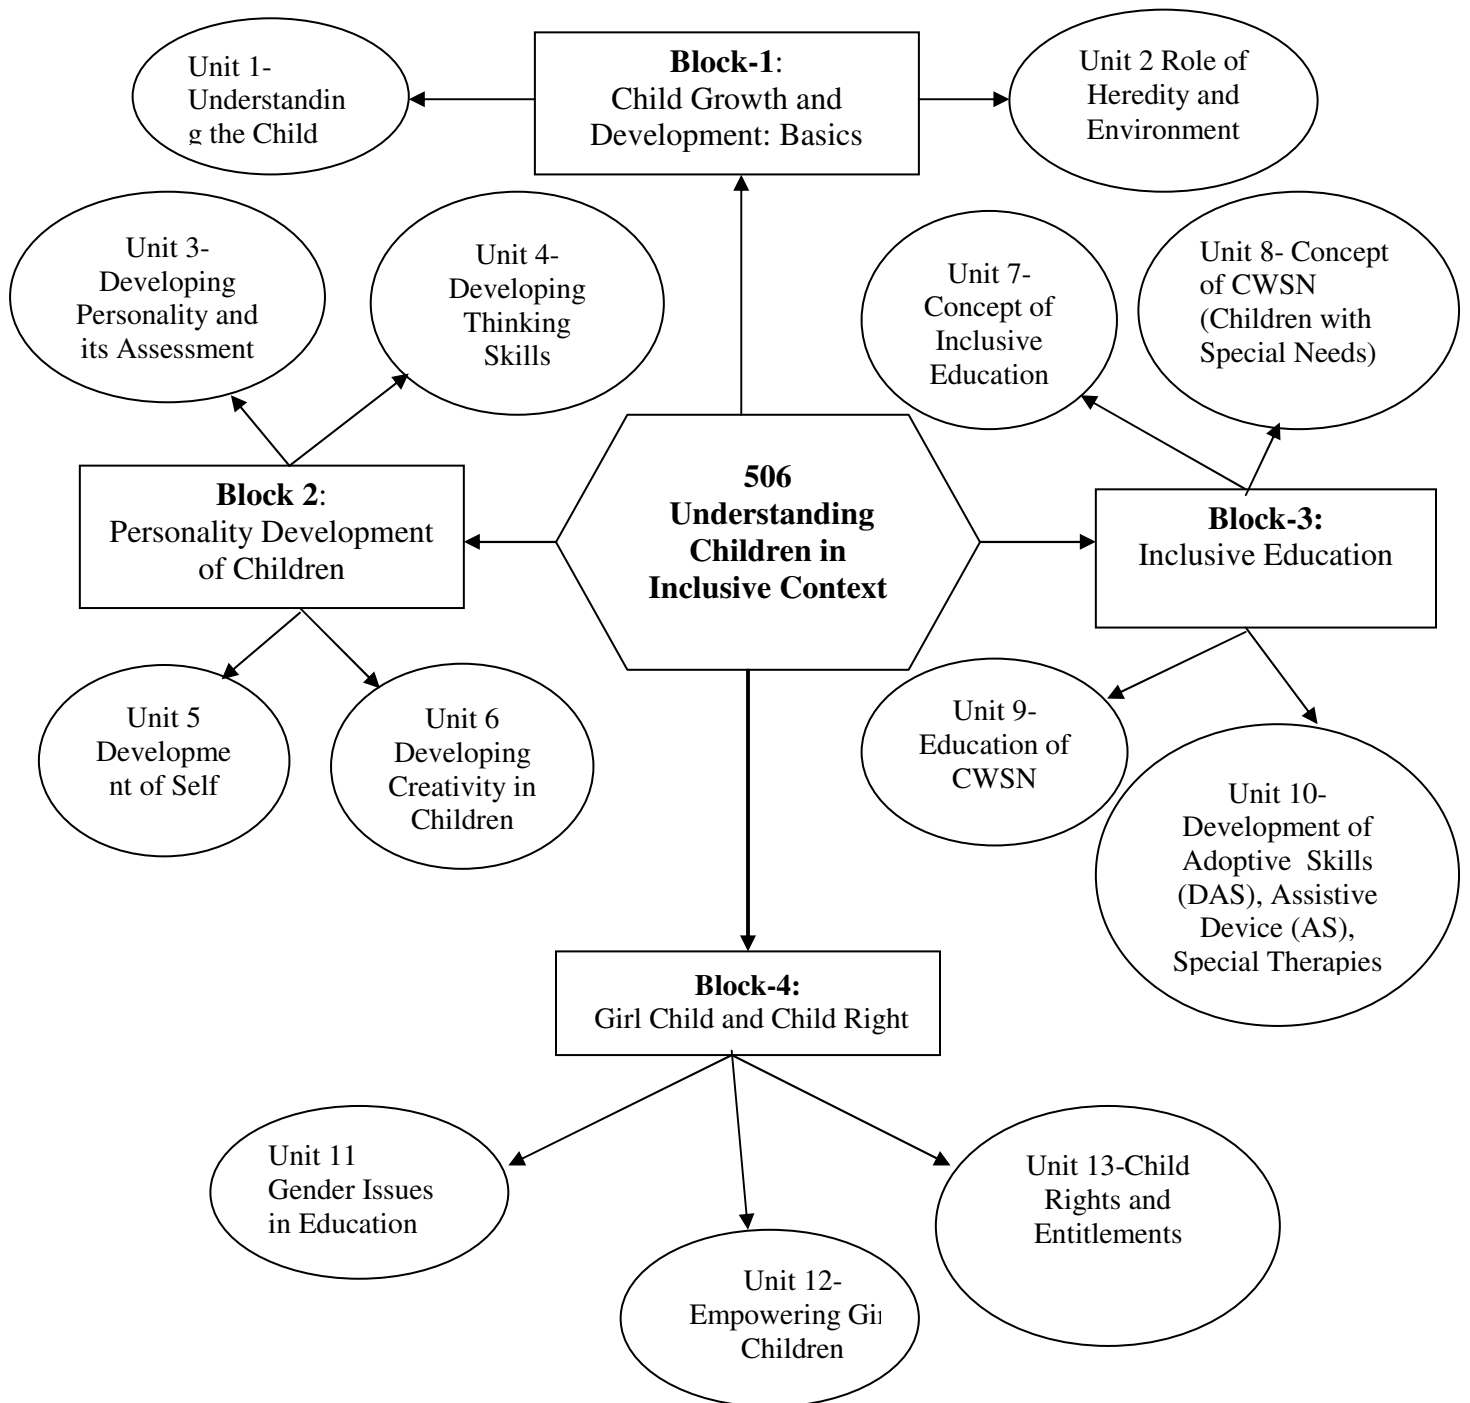 Unit 1-
Understandin
g the Child
Block-1:
Child Growth and
Development: Basics
Unit 2 Role of
Heredity and
Environment
Unit 3-
Developing
Personality and
its Assessment
Unit 4-
Developing
Thinking
Skills
Unit 7-
Concept of
Inclusive
Education
Unit 8- Concept
of CWSN
(Children with
Special Needs)
Block 2:
Personality Development
of Children
506
Understanding
Children in
Inclusive Context
Block-3:
Inclusive Education
Unit 5
Developme
nt of Self
Unit 6
Developing
Creativity in
Children
Unit 9-
Education of
CWSN
Unit 10-
Development of
Adoptive Skills
(DAS), Assistive
Device (AS),
Special Therapies
Block-4:
Girl Child and Child Right
Unit 11
Gender Issues
in Education
Unit 12-
Empowering
Children
Unit 13-Child
Rights and
Entitlements